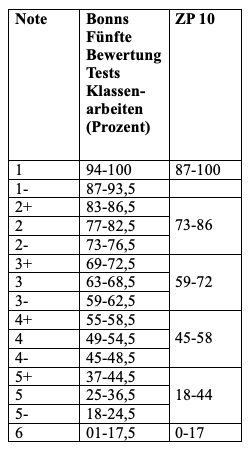 Note Bonns Fünfte Bewertung Tests Klassen-arbeiten (Prozent) ZP 10
1 94-100 87-100
1- 87-93,5
2+ 83-86,5
2 77-82,5 73-86
2- 73-76,5
3+ 69-72,5
3 63-68,5 59-72
3- 59-62,5
4+ 55-58,5
4 49-54,5 45-58
4- 45-48,5
5+ 37-44,5
5 25-36,5 18-44
5- 18-24,5
6 01-17,5 0-17